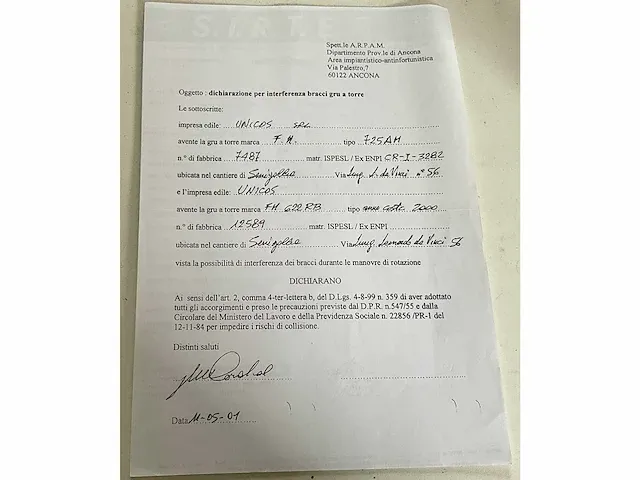 S.I.R.T.E.
Spett.le A.R.P.A.M.
Dipartimento Prov.le di Ancona
Area impiantistico-antinfortunistica
Via Palestro,7
60122 ANCONA
Oggetto : dichiarazione per interferenza bracci gru a torre
Le sottoscritte:
impresa edile: UNICOS SRL
avente la gru a torre marca F.M. tipo 725AM
n.° di fabbrica 7487 matr. ISPESL / Ex ENPI CR-I-3282
ubicata nel cantiere di Senigallia Via Lung. L. da Vinci n° 56
e l'impresa edile: UNICOS
avente la gru a torre marca FM 622 RB tipo 2000
n.° di fabbrica 12589 matr. ISPESL / Ex ENPI
ubicata nel cantiere di Senigallia Via Lung. Leonardo da Vinci 56
vista la possibilità di interferenza dei bracci durante le manovre di rotazione
DICHIARANO
Ai sensi dell'art. 2, comma 4-ter-lettera b, del D.Lgs. 4-8-99 n. 359 di aver adottato
tutti gli accorgimenti e preso le precauzioni previste dal D.P.R. n.547/55 e dalla
Circolare del Ministero del Lavoro e della Previdenza Sociale n. 22856 /PR-1 del
12-11-84 per impedire i rischi di collisione.
Distinti saluti
Data 11-05-01